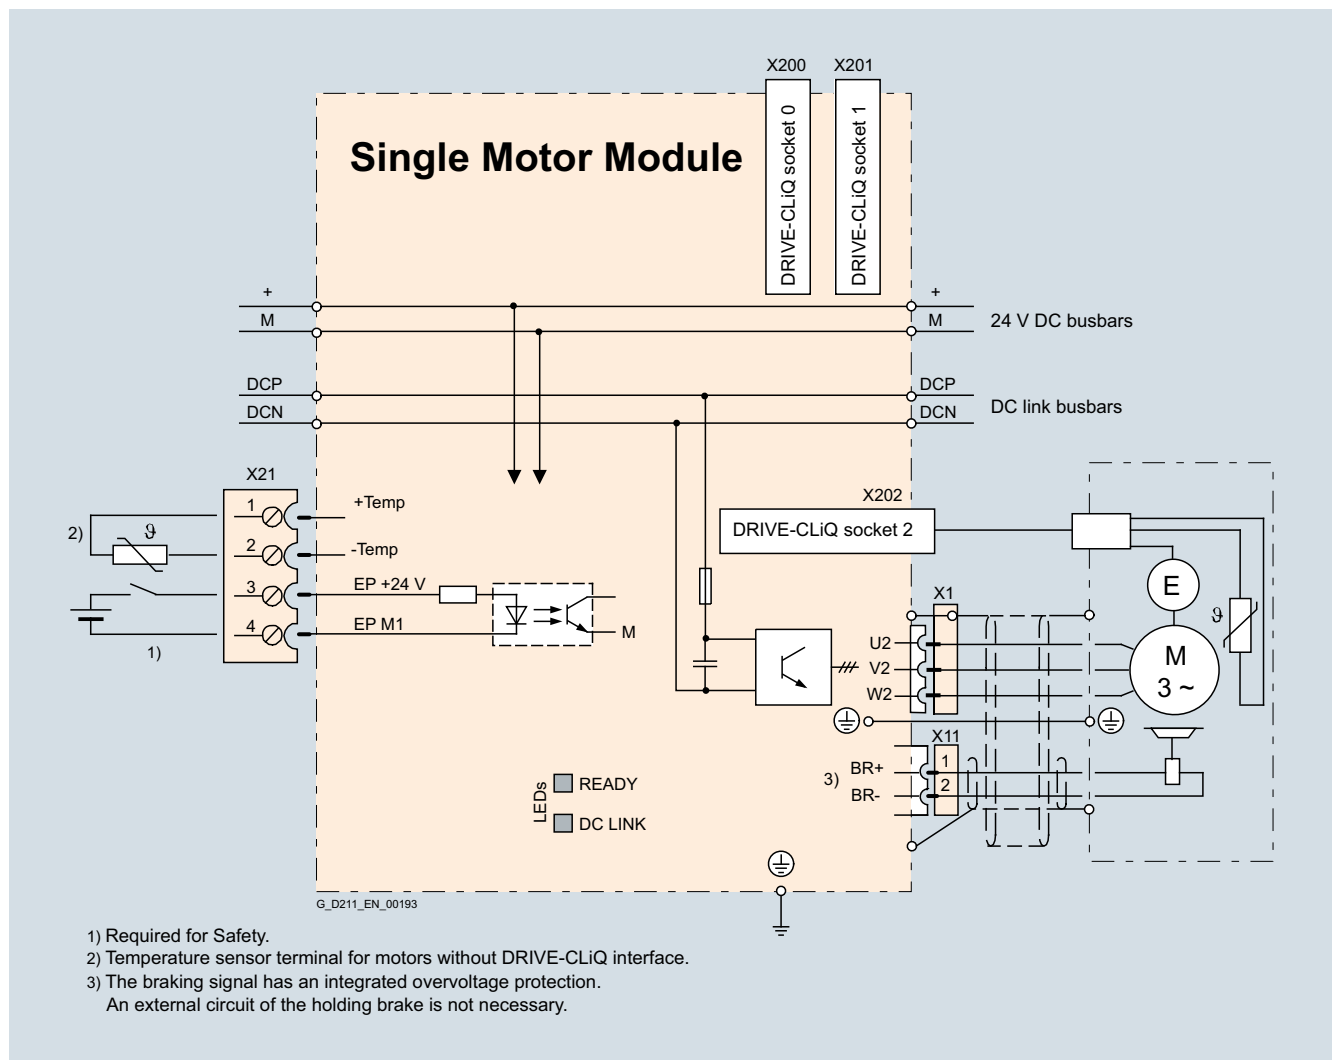 X200
X201
DRIVE-CLiQ socket 0
DRIVE-CLiQ socket 1
Single Motor Module
+
+
M
M
24 V DC busbars
DCP
DCP
DCN
DCN
DC link busbars
X21
1
+Temp
2)
ϑ
2
-Temp
3
EP +24 V
4
EP M1
1)
M
X202
DRIVE-CLiQ socket 2
E
X1
ϑ
U2
V2
W2
M
3 ~
X11
3)
BR+
1
BR-
2
LEDs
READY
DC LINK
G_D211_EN_00193
1) Required for Safety.
2) Temperature sensor terminal for motors without DRIVE-CLiQ interface.
3) The braking signal has an integrated overvoltage protection.
An external circuit of the holding brake is not necessary.